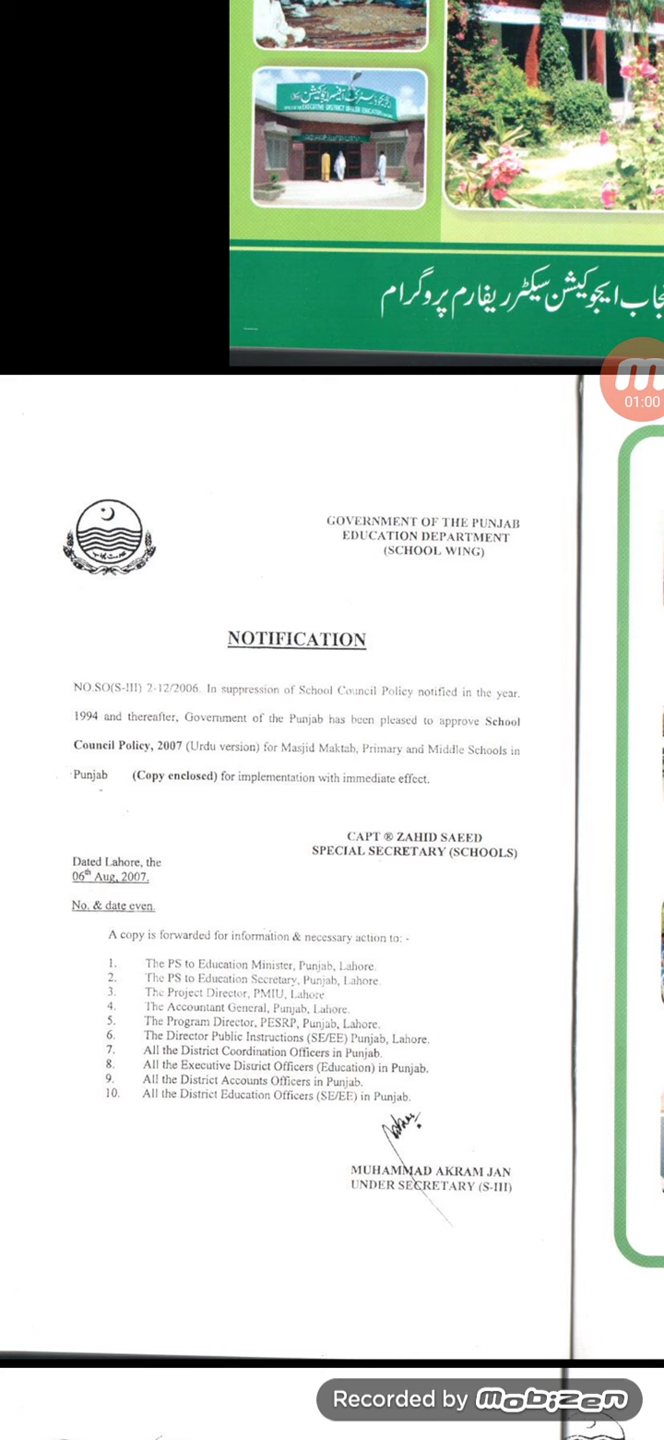 EXECUTIVE DISTRICT OFFICER EDUCATION
پنجاب ایجوکیشن سیکٹر ریفارم پروگرام
01:00
GOVERNMENT OF THE PUNJAB
EDUCATION DEPARTMENT
(SCHOOL WING)
NOTIFICATION
NO.SO(S-III) 2-12/2006. In suppression of School Council Policy notified in the year,
1994 and thereafter, Government of the Punjab has been pleased to approve School
Council Policy, 2007 (Urdu version) for Masjid Maktab, Primary and Middle Schools in
Punjab (Copy enclosed) for implementation with immediate effect.
CAPT ® ZAHID SAEED
SPECIAL SECRETARY (SCHOOLS)
Dated Lahore, the
06th Aug, 2007.
No. & date even.
A copy is forwarded for information & necessary action to: -
1. The PS to Education Minister, Punjab, Lahore.
2. The PS to Education Secretary, Punjab, Lahore.
3. The Project Director, PMIU, Lahore
4. The Accountant General, Punjab, Lahore.
5. The Program Director, PESRP, Punjab, Lahore.
6. The Director Public Instructions (SE/EE) Punjab, Lahore.
7. All the District Coordination Officers in Punjab.
8. All the Executive District Officers (Education) in Punjab.
9. All the District Accounts Officers in Punjab.
10. All the District Education Officers (SE/EE) in Punjab.
MUHAMMAD AKRAM JAN
UNDER SECRETARY (S-III)
Recorded by Mobizen